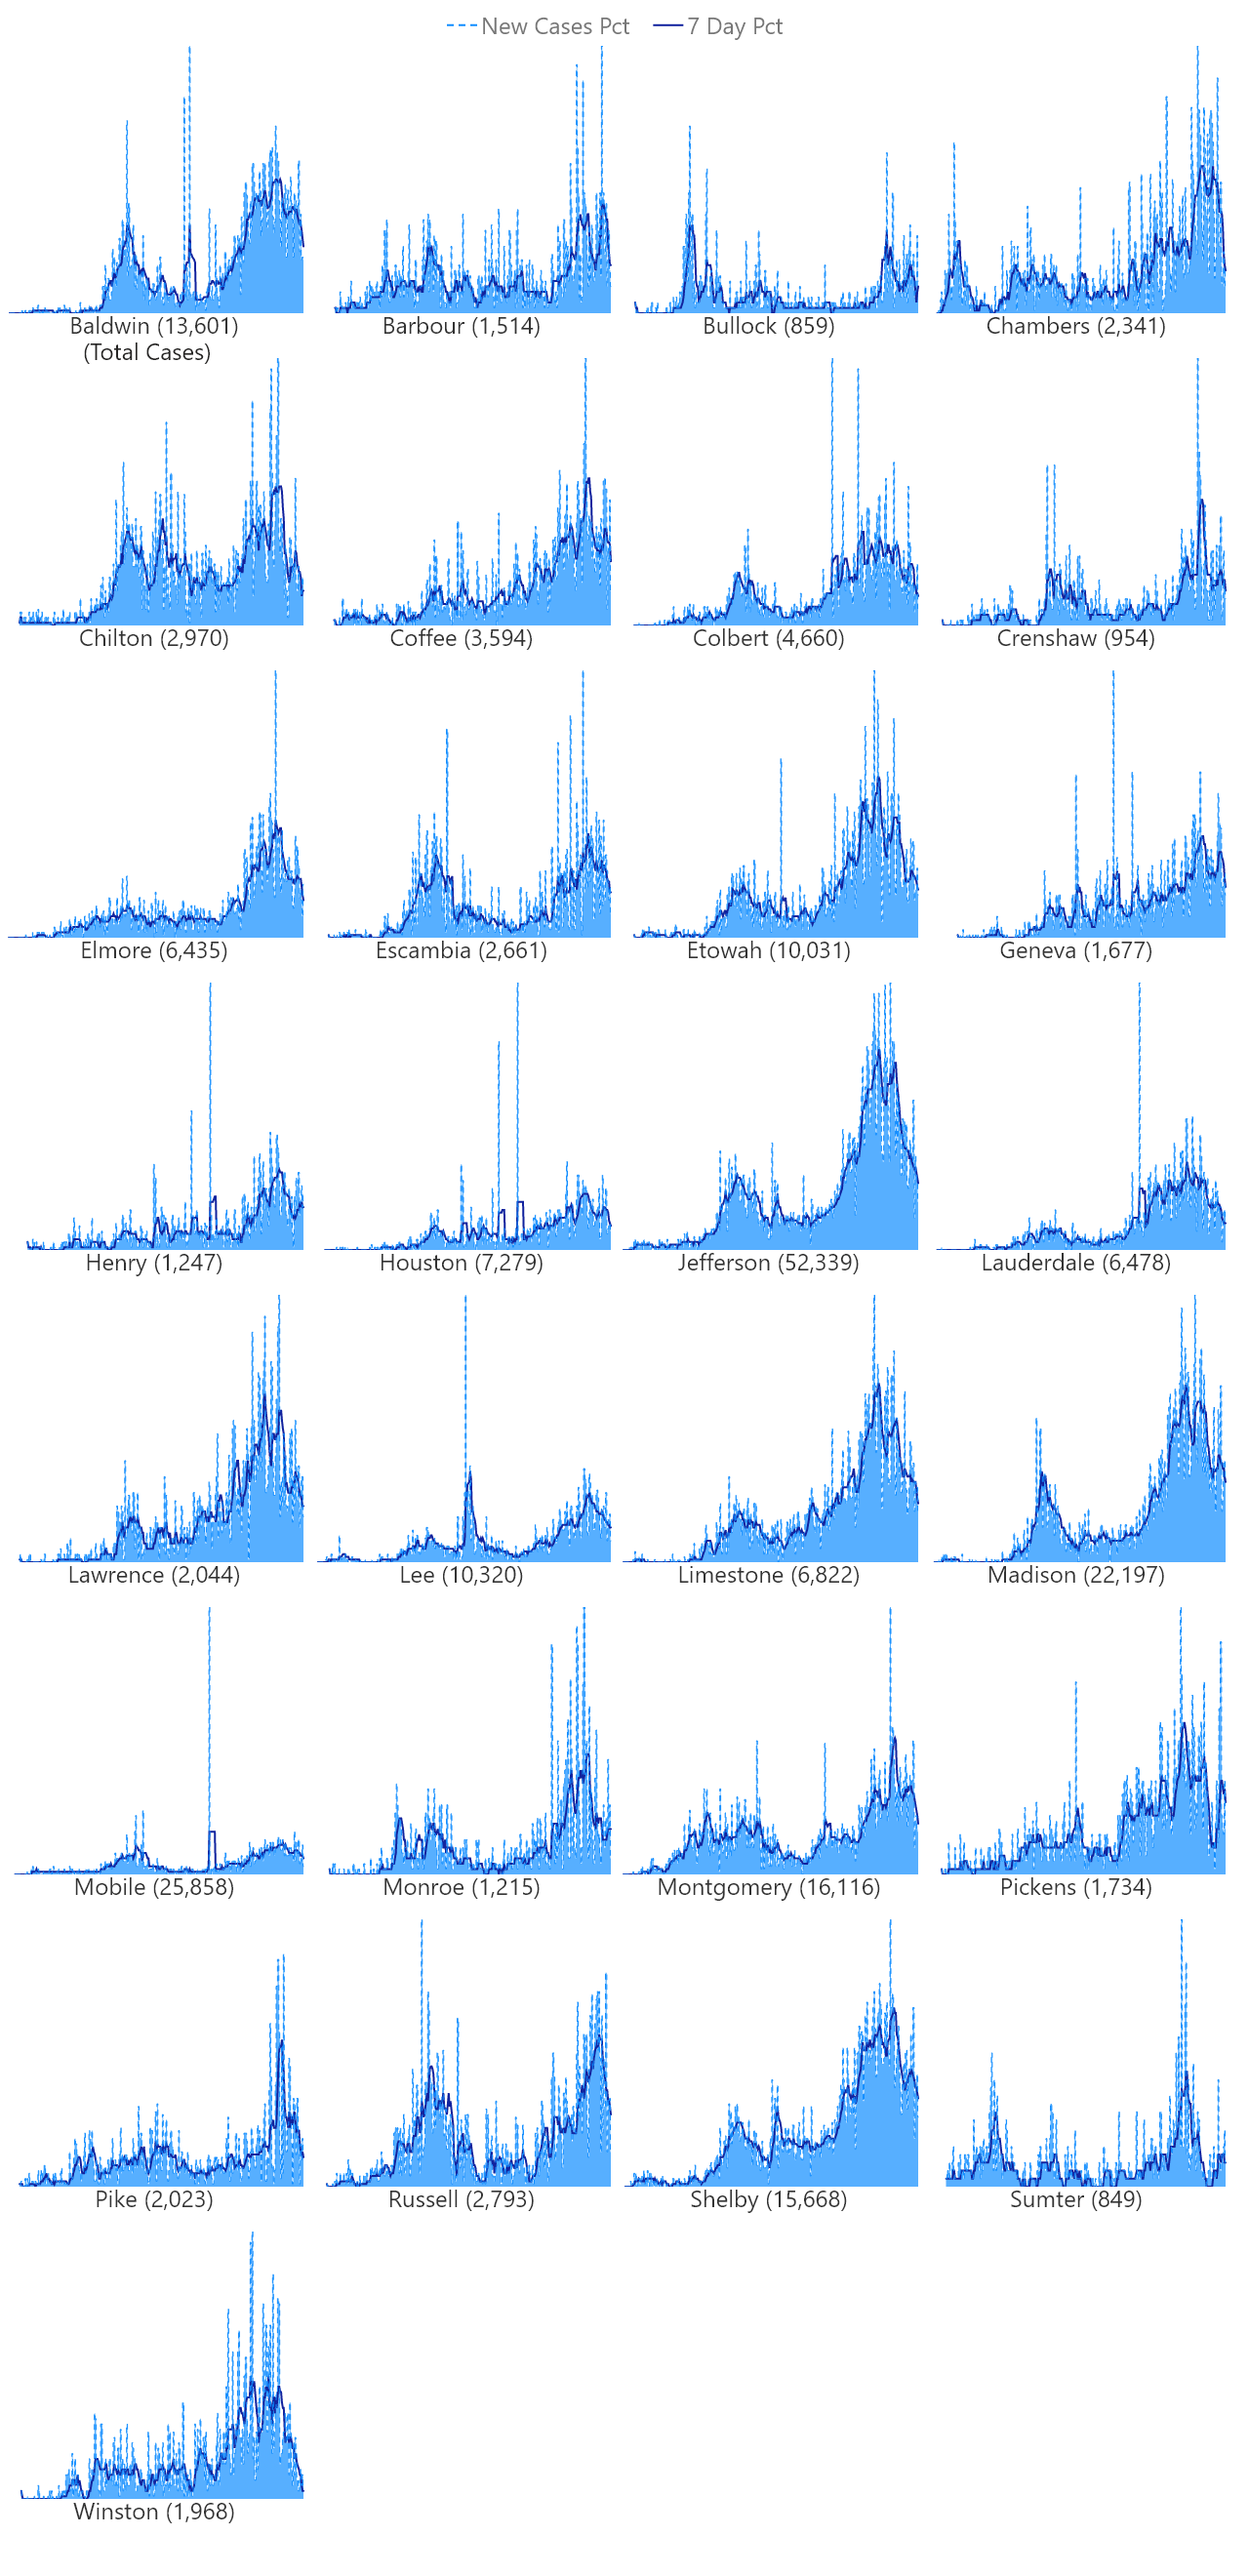 New Cases Pct 7 Day Pct
Baldwin (13,601) Barbour (1,514) Bullock (859) Chambers (2,341)
(Total Cases)
Chilton (2,970) Coffee (3,594) Colbert (4,660) Crenshaw (954)
Elmore (6,435) Escambia (2,661) Etowah (10,031) Geneva (1,677)
Henry (1,247) Houston (7,279) Jefferson (52,339) Lauderdale (6,478)
Lawrence (2,044) Lee (10,320) Limestone (6,822) Madison (22,197)
Mobile (25,858) Monroe (1,215) Montgomery (16,116) Pickens (1,734)
Pike (2,023) Russell (2,793) Shelby (15,668) Sumter (849)
Winston (1,968)